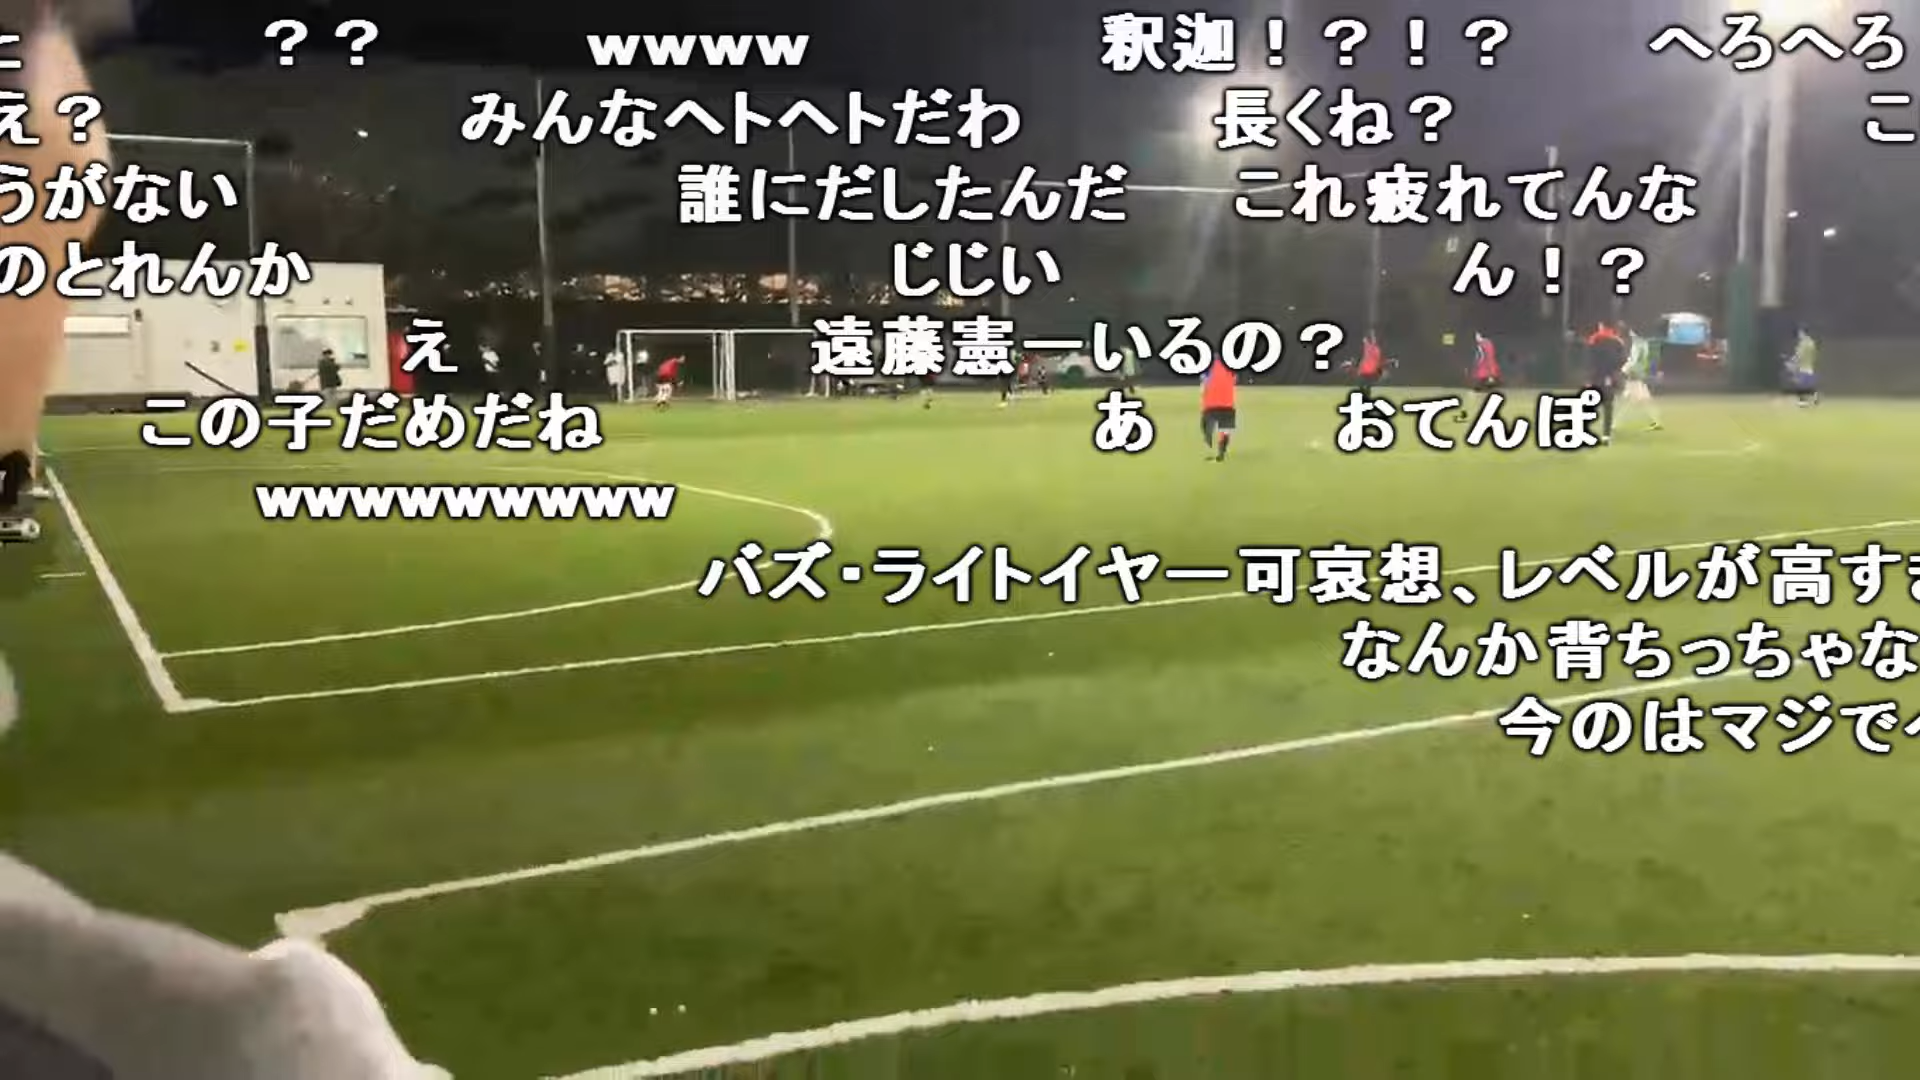 ？？ wwww 釈迦！？！？ へろへろ
え？ みんなヘトヘトだわ 長くね？ こ
うがない 誰にだしたんだ これ疲れてんな
のとれんか じじい ん！？
え 遠藤憲一いるの？
この子だめだね あ おてんぽ
wwwwwwwwww
バズ・ライトイヤー可哀想、レベルが高す
なんか背ちっちゃな
今のはマジで